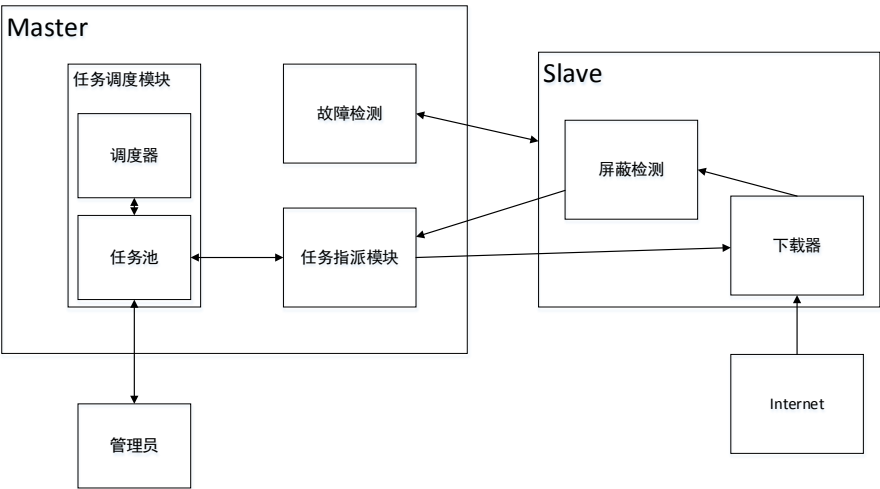 Master
任务调度模块
调度器
任务池
故障检测
任务指派模块
Slave
屏蔽检测
下载器
管理员
Internet